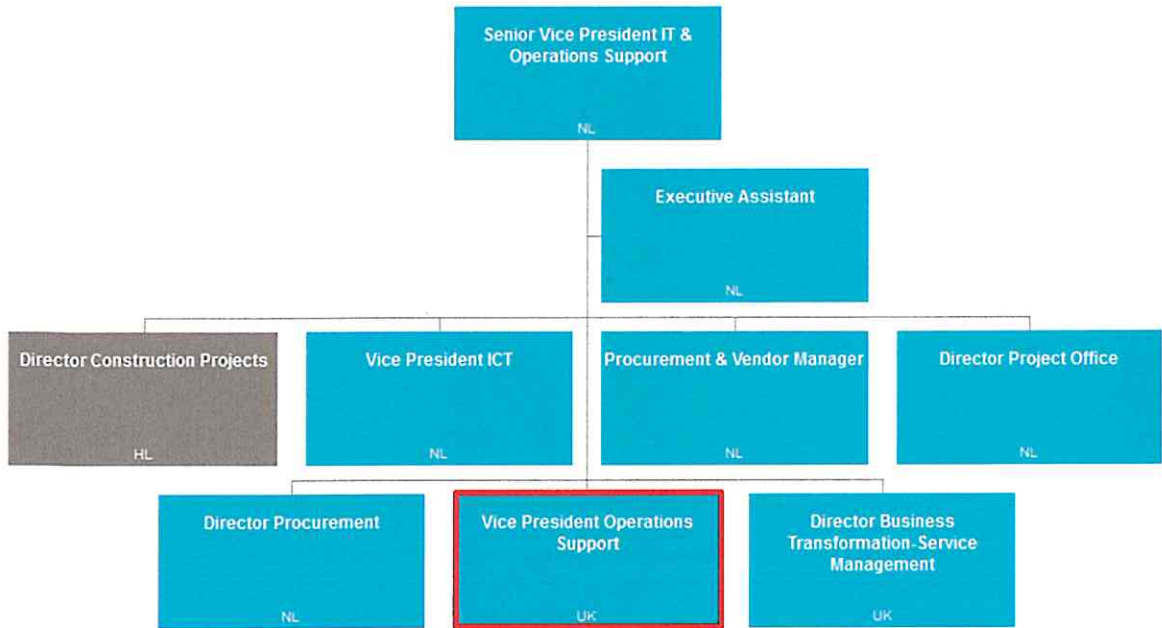 Senior Vice President IT &
Operations Support
NL
Executive Assistant
NL
Director Construction Projects
HL
Vice President ICT
NL
Procurement & Vendor Manager
NL
Director Project Office
NL
Director Procurement
NL
Vice President Operations
Support
UK
Director Business
Transformation-Service
Management
UK